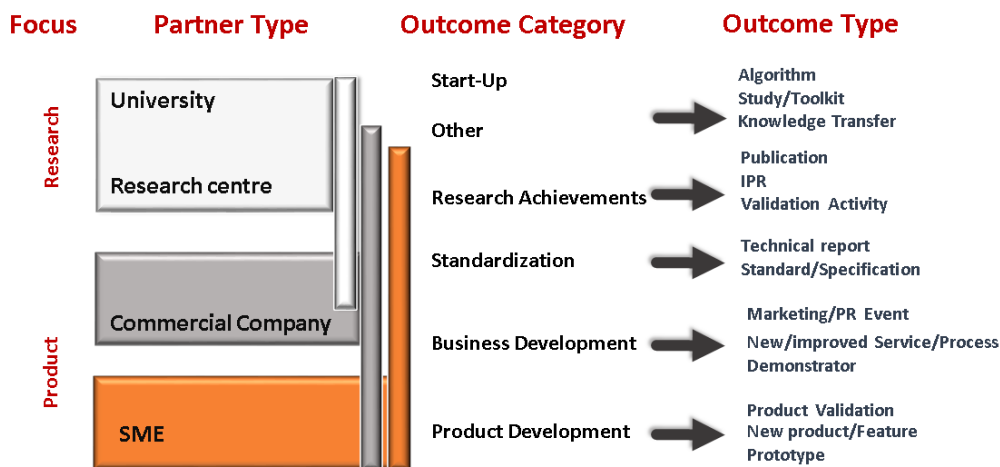 Focus
Partner Type
Outcome Category
Outcome Type
Research
Product
University
Research centre
Commercial Company
SME
Start-Up
Other
Research Achievements
Standardization
Business Development
Product Development
Algorithm
Study/Toolkit
Knowledge Transfer
Publication
IPR
Validation Activity
Technical report
Standard/Specification
Marketing/PR Event
New/improved Service/Process
Demonstrator
Product Validation
New product/Feature
Prototype